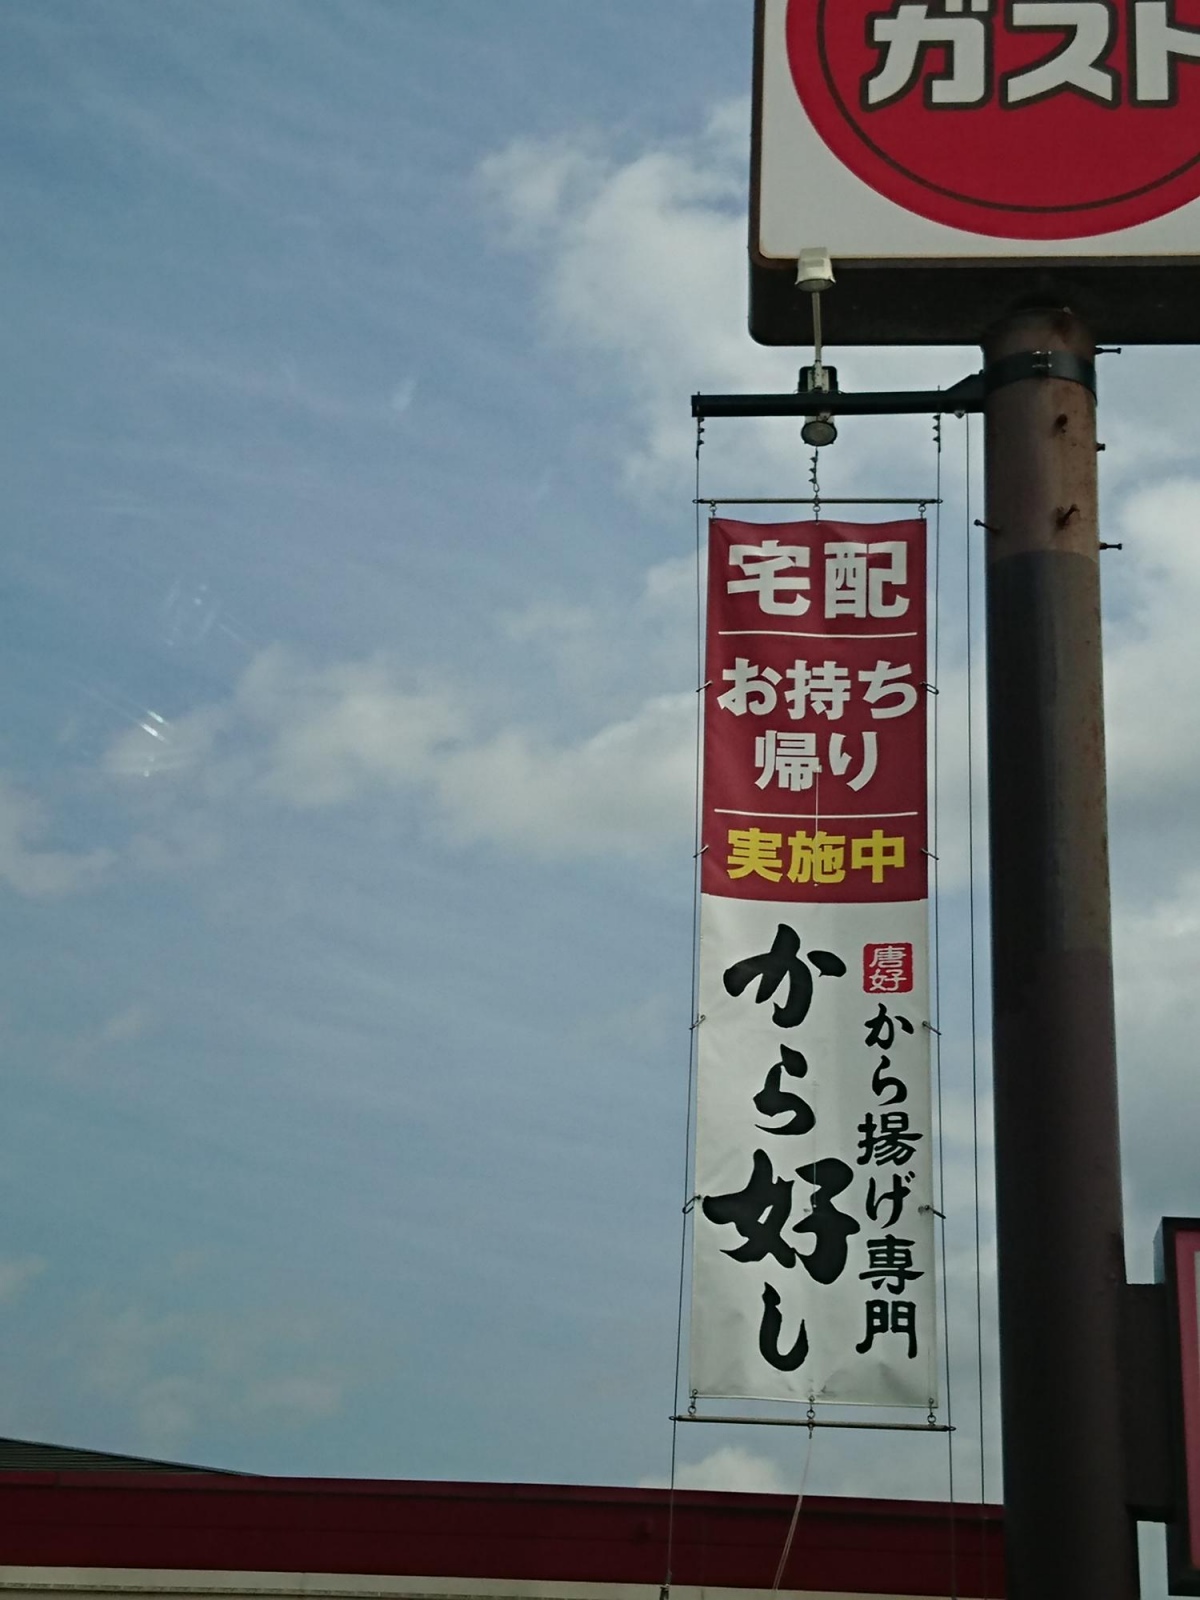 ガスト
宅配
お持ち
帰り
実施中
唐好
から揚げ専門
から好し